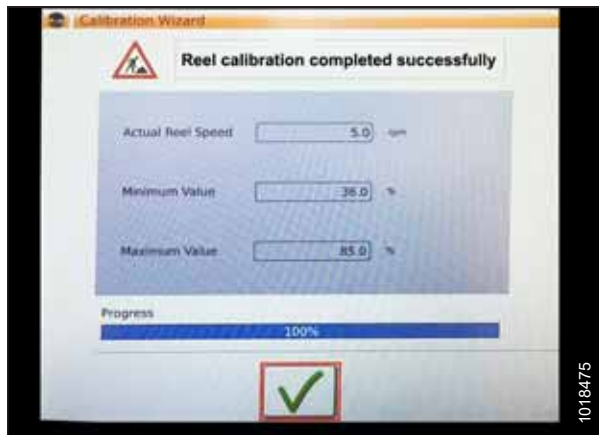 Calibration Wizard
Reel calibration completed successfully
Actual Reel Speed 5.0 rpm
Minimum Value 36.0 %
Maximum Value 85.0 %
Progress
100%
1018475